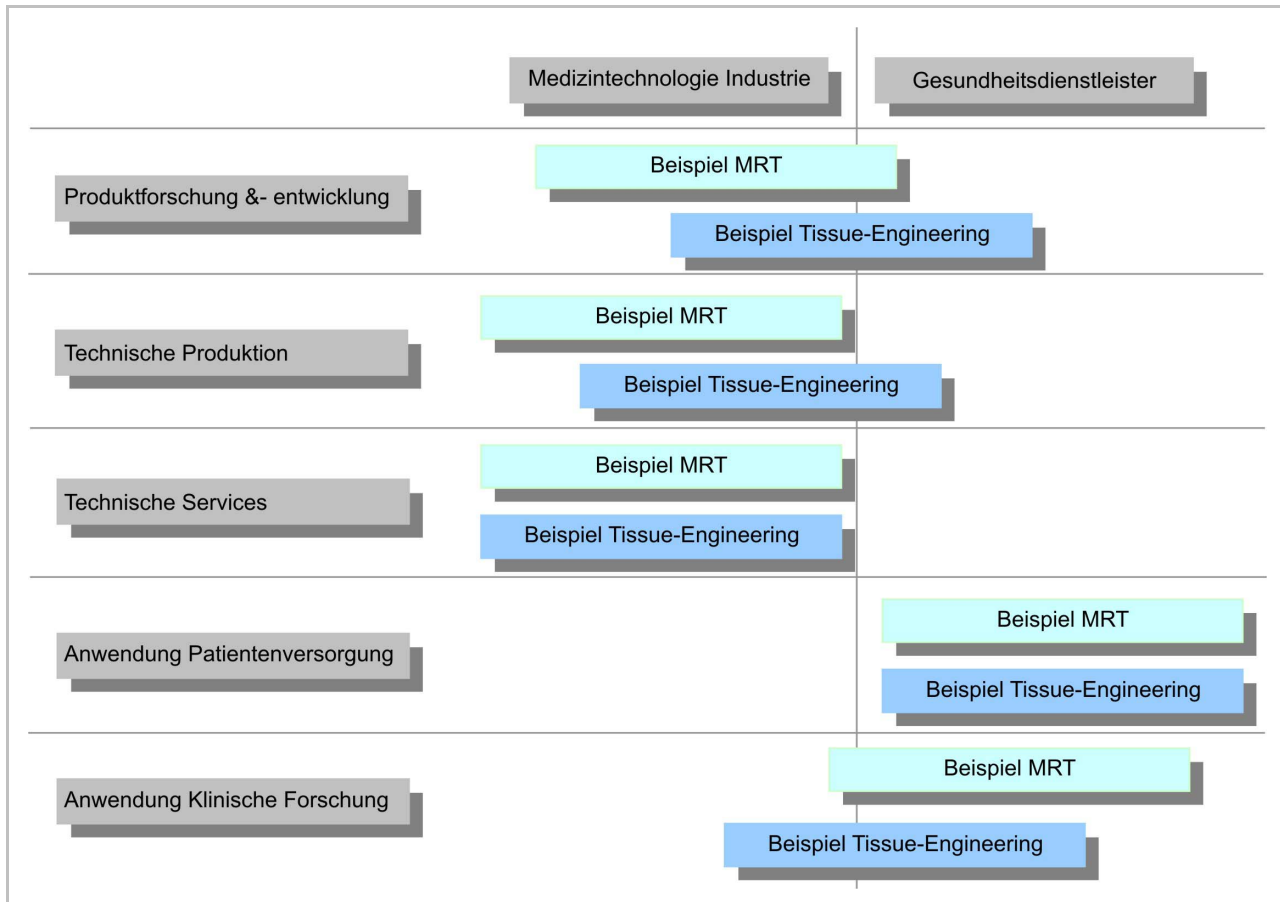 Medizintechnologie Industrie
Gesundheitsdienstleister
Produktforschung &- entwicklung
Beispiel MRT
Beispiel Tissue-Engineering
Technische Produktion
Beispiel MRT
Beispiel Tissue-Engineering
Technische Services
Beispiel MRT
Beispiel Tissue-Engineering
Anwendung Patientenversorgung
Beispiel MRT
Beispiel Tissue-Engineering
Anwendung Klinische Forschung
Beispiel MRT
Beispiel Tissue-Engineering